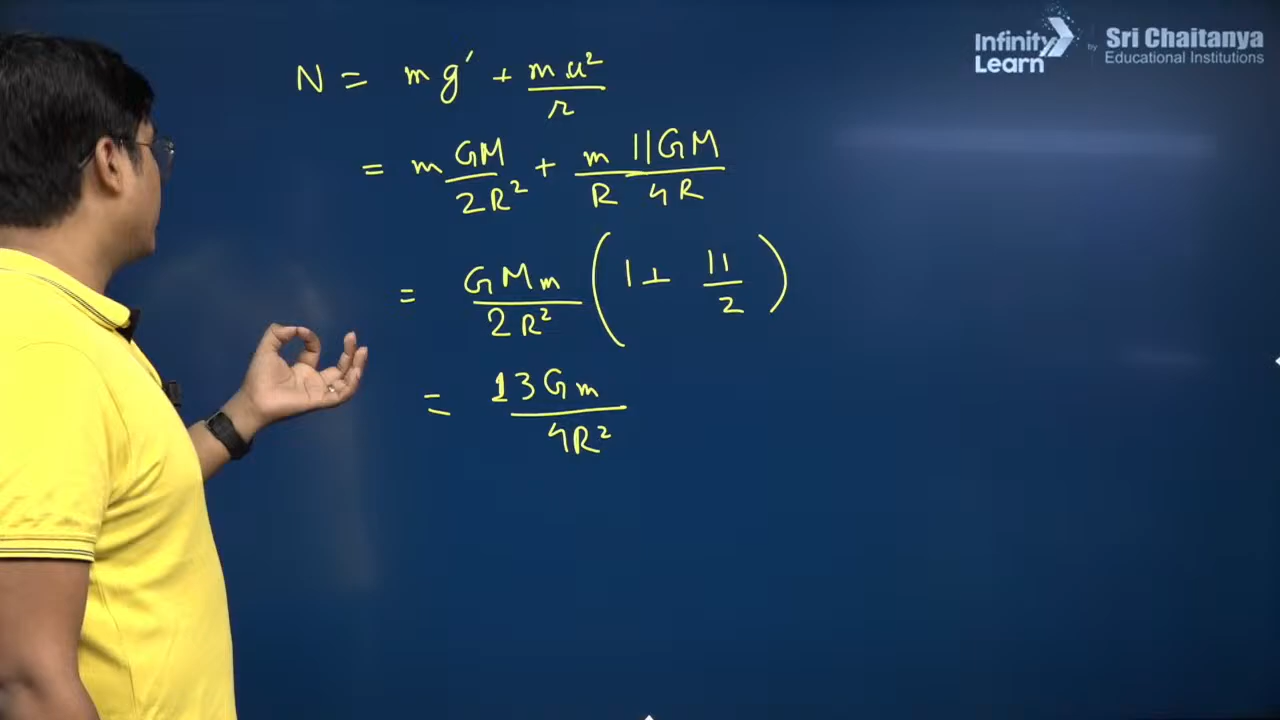 Infinity Learn by Sri Chaitanya Educational Institutions
N = mg' + mu²/r
= m GM/2R² + m/R 11GM/4R
= GMm/2R² (1 + 11/2)
= 13Gm/4R²